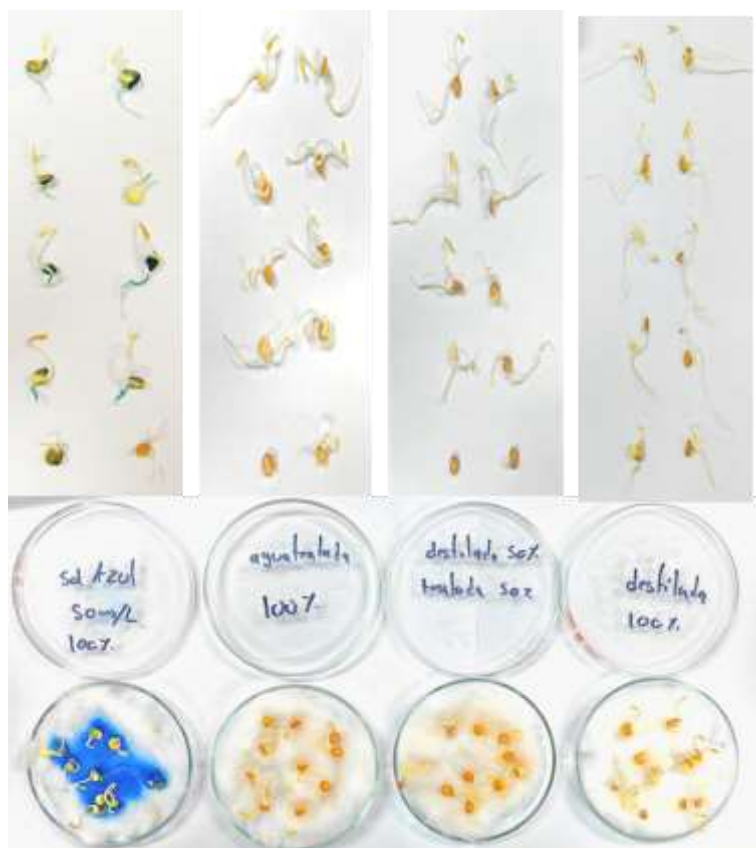 sol Azul
50mg/L
100%.
agua tratada
100%.
destilada 50%
tratada 50%
destilada
100%.